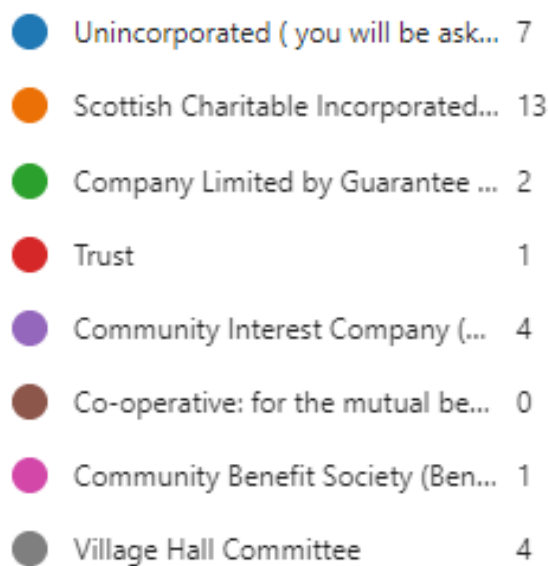 Unincorporated ( you will be ask... 7
Scottish Charitable Incorporated... 13
Company Limited by Guarantee ... 2
Trust 1
Community Interest Company (... 4
Co-operative: for the mutual be... 0
Community Benefit Society (Ben... 1
Village Hall Committee 4